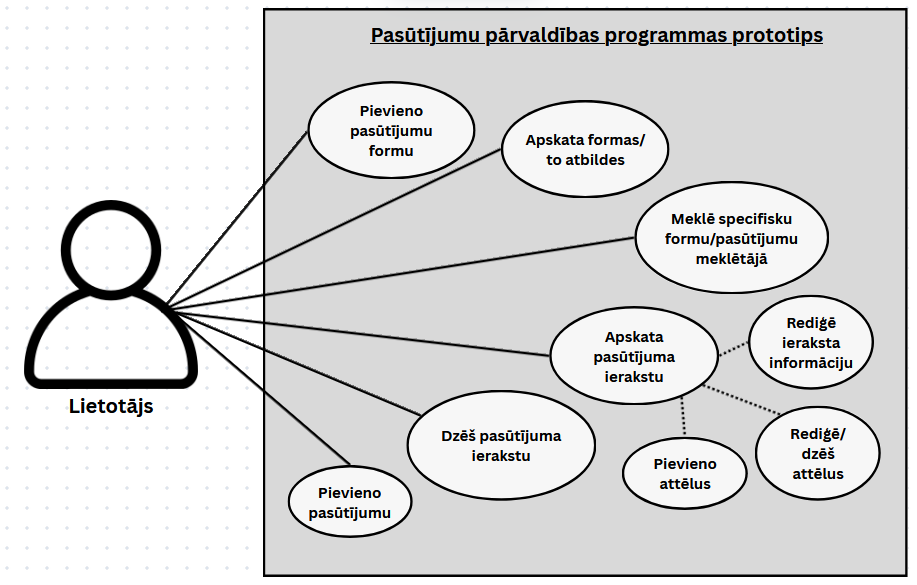 Pasūtījumu pārvaldības programmas prototips
Pievieno
pasūtījumu
formu
Apskata formas/
to atbildes
Meklē specifisku
formu/pasūtījumu
meklētājā
Apskata
pasūtījuma
ierakstu
Rediģē
ieraksta
informāciju
Rediģē/
dzēš
attēlus
Pievieno
attēlus
Dzēš pasūtījuma
ierakstu
Pievieno
pasūtījumu
Lietotājs